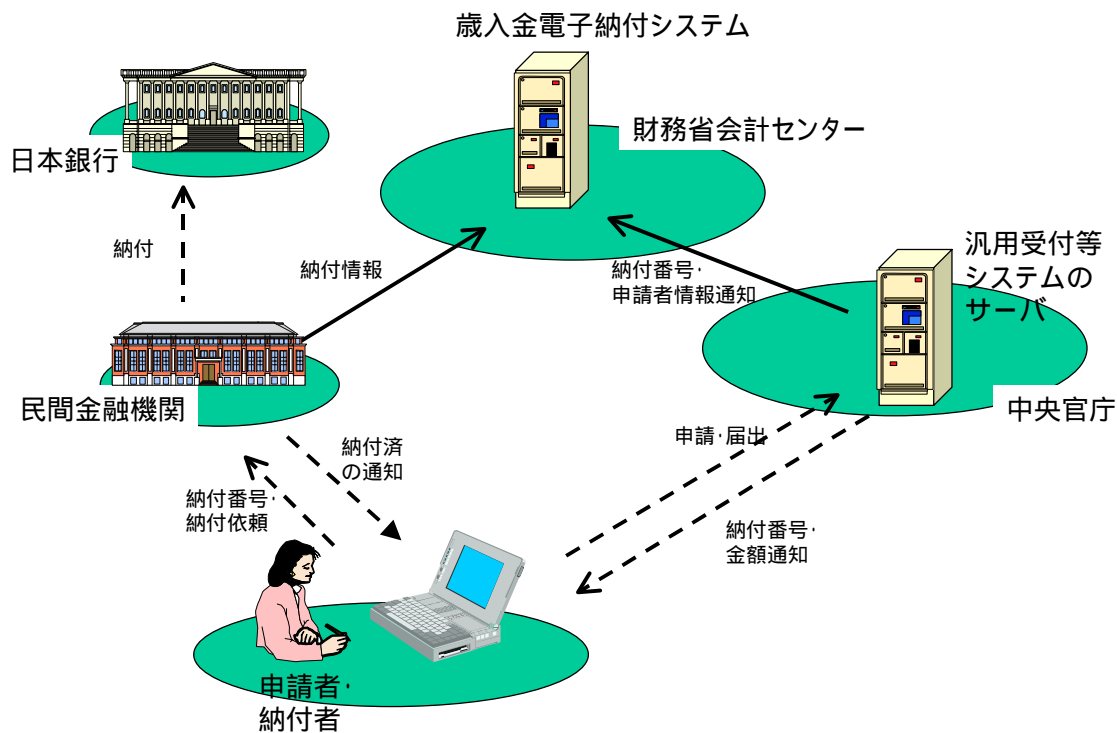 歳入金電子納付システム
財務省会計センター
日本銀行
納付
納付情報
納付番号・
申請者情報通知
汎用受付等
システムの
サーバ
民間金融機関
中央官庁
納付済
の通知
申請・届出
納付番号・
納付依頼
納付番号・
金額通知
申請者・
納付者